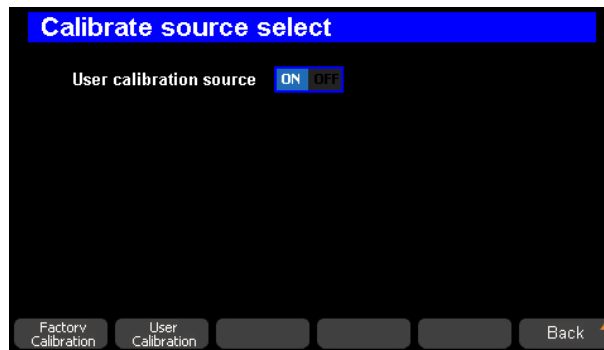 Calibrate source select
User calibration source ON OFF
Factory Calibration
User Calibration
Back